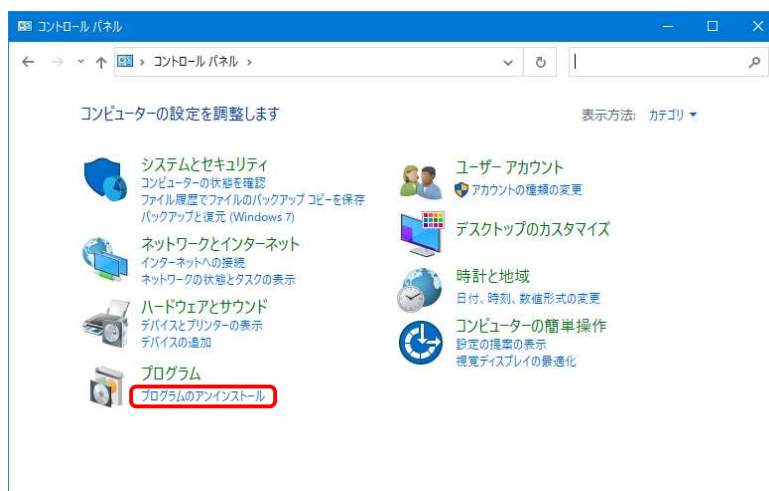 コントロール パネル
コントロール パネル
コンピューターの設定を調整します
表示方法: カテゴリ
システムとセキュリティ
コンピューターの状態を確認
ファイル履歴でファイルのバックアップ コピーを保存
バックアップと復元 (Windows 7)
ネットワークとインターネット
インターネットへの接続
ネットワークの状態とタスクの表示
ハードウェアとサウンド
デバイスとプリンターの表示
デバイスの追加
プログラム
プログラムのアンインストール
ユーザー アカウント
アカウントの種類の変更
デスクトップのカスタマイズ
時計と地域
日付、時刻、数値形式の変更
コンピューターの簡単操作
設定の提案の表示
視覚ディスプレイの最適化